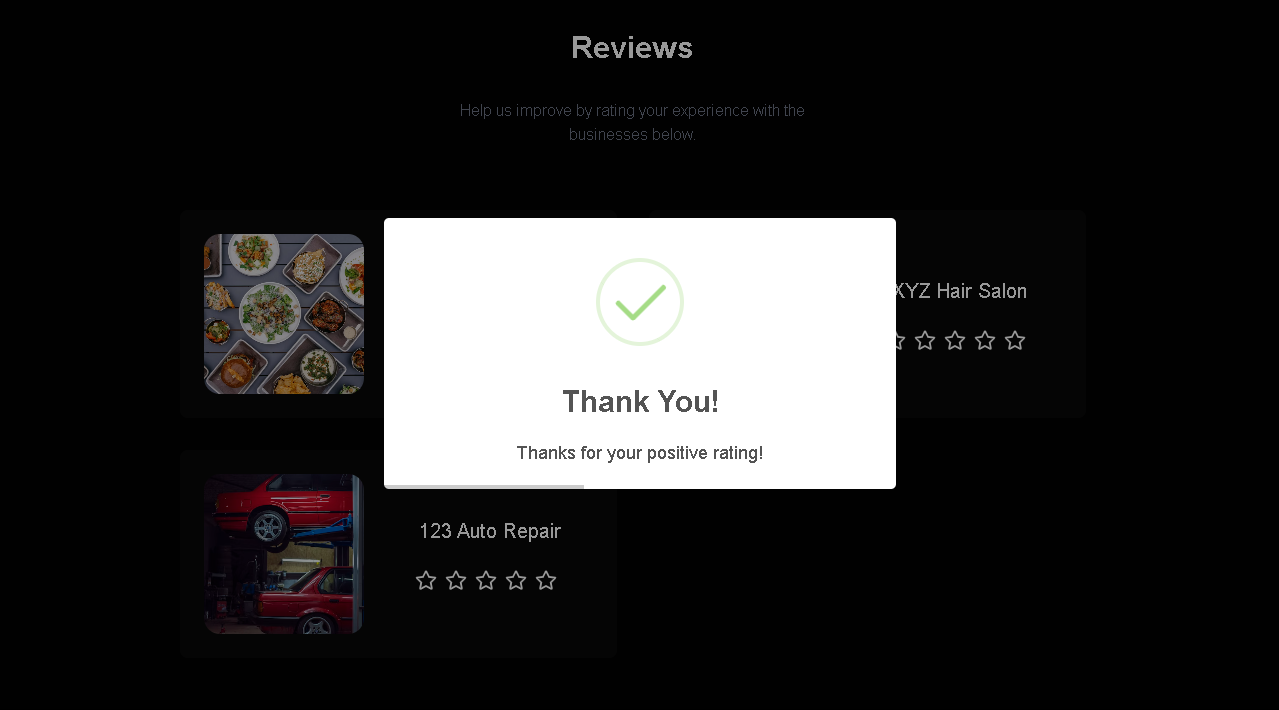 Reviews
Help us improve by rating your experience with the
businesses below.
XYZ Hair Salon
Thank You!
Thanks for your positive rating!
123 Auto Repair